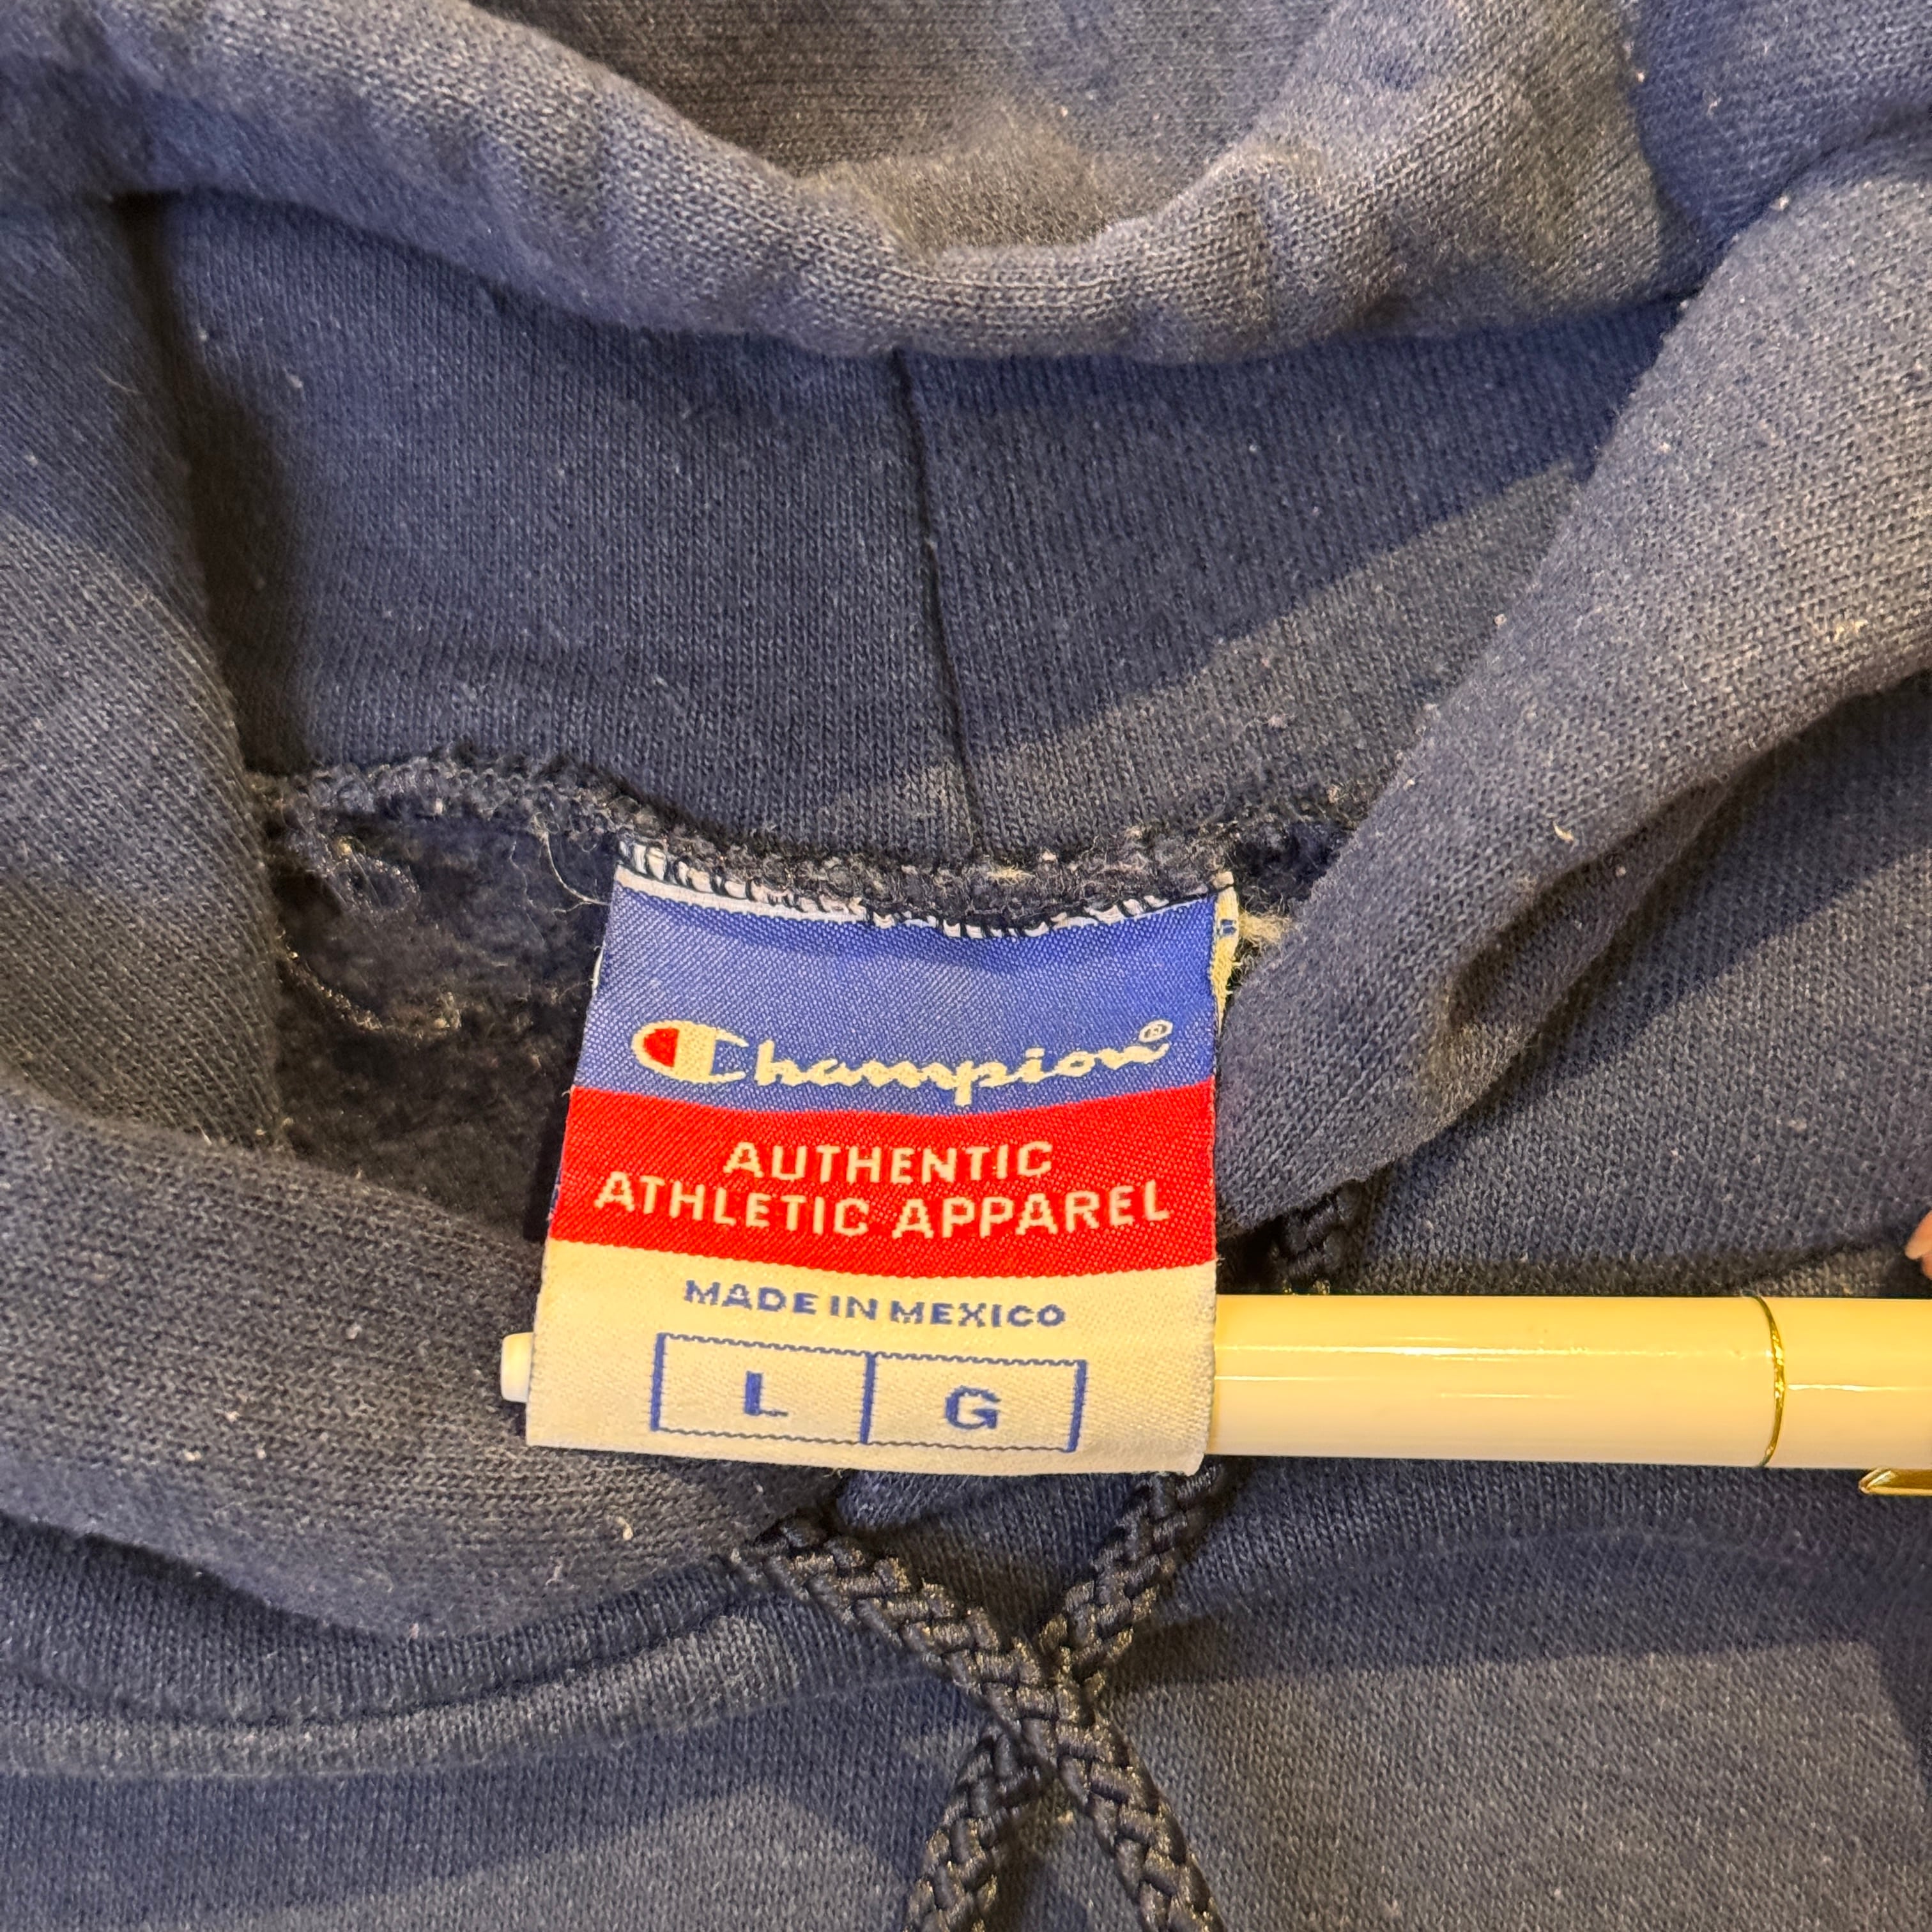 Champion®
AUTHENTIC
ATHLETIC APPAREL
MADE IN MEXICO
L G